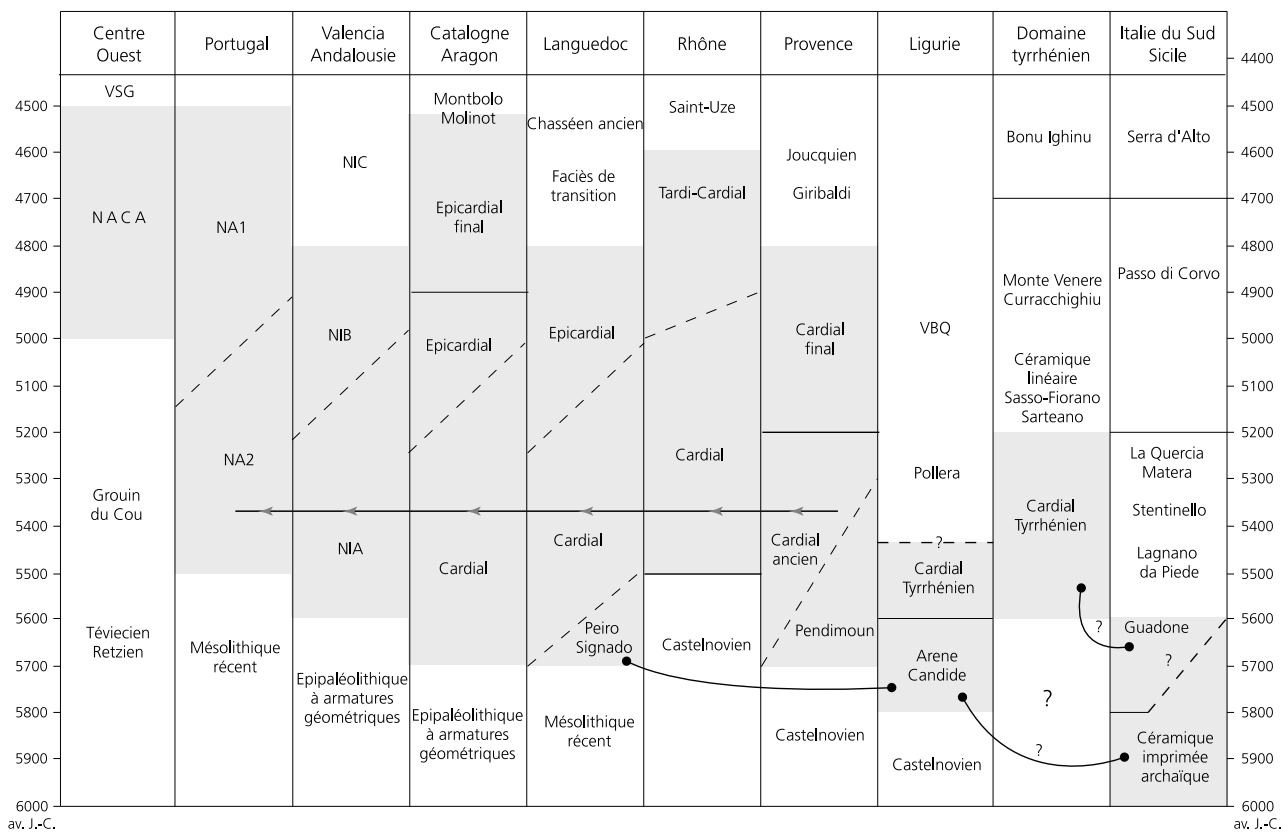 Centre
Ouest
Portugal
Valencia
Andalousie
Catalogne
Aragon
Languedoc
Rhône
Provence
Ligurie
Domaine
tyrrhénien
Italie du Sud
Sicile
4400
4500
4600
4700
4800
4900
5000
5100
5200
5300
5400
5500
5600
5700
5800
5900
6000
av. J.-C.
VSG
N A C A
Grouin
du Cou
Téviecien
Retzien
NA1
NA2
Mésolithique
récent
NIC
NIB
NIA
Epipaléolithique
à armatures
géométriques
Montbolo
Molinot
Epicardial
final
Epicardial
Cardial
Epipaléolithique
à armatures
géométriques
Chasséen ancien
Faciès de
transition
Epicardial
Cardial
Peiro
Signado
Mésolithique
récent
Saint-Uze
Tardi-Cardial
Cardial
Castelnovien
Joucquien
Giribaldi
Cardial
final
Cardial
ancien
Pendimoun
Castelnovien
VBQ
Pollera
?
Cardial
Tyrrhénien
Arene
Candide
Castelnovien
Bonu Ighinu
Monte Venere
Curracchighiu
Céramique
linéaire
Sasso-Fiorano
Sarteano
Cardial
Tyrrhénien
?
?
?
Serra d'Alto
Passo di Corvo
La Quercia
Matera
Stentinello
Lagnano
da Piede
Guadone
?
Céramique
imprimée
archaïque
4400
4500
4600
4700
4800
4900
5000
5100
5200
5300
5400
5500
5600
5700
5800
5900
6000
av. J.-C.